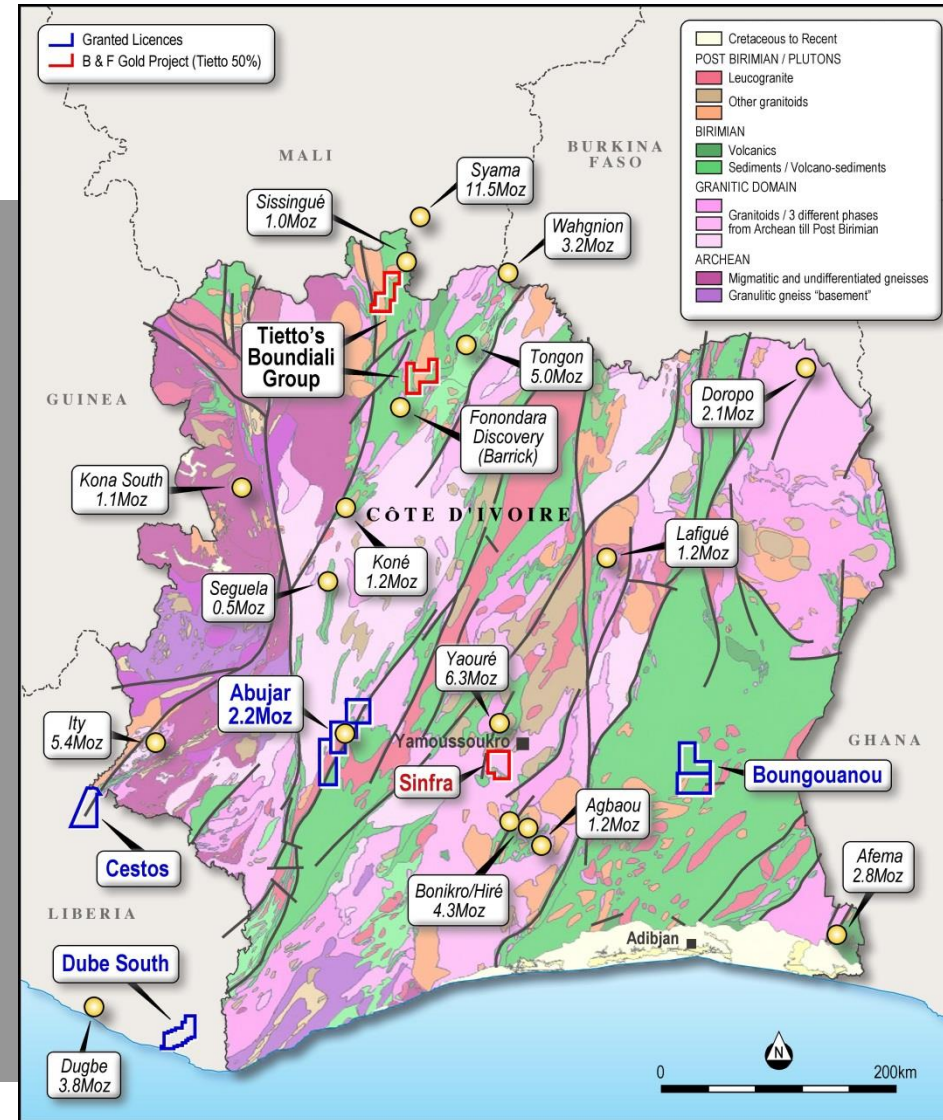 Granted Licences
B & F Gold Project (Tietto 50%)
Cretaceous to Recent
POST BIRIMIAN / PLUTONS
Leucogranite
Other granitoids
BIRIMIAN
Volcanics
Sediments / Volcano-sediments
GRANITIC DOMAIN
Granitoids / 3 different phases
from Archean till Post Birimian
ARCHEAN
Migmatitic and undifferentiated gneisses
Granulitic gneiss "basement"
MALI
BURKINA
FASO
Syama
11.5Moz
Sissingué
1.0Moz
Wahgnion
3.2Moz
Tietto's
Boundiali
Group
Tongon
5.0Moz
Doropo
2.1Moz
GUINEA
Fonondara
Discovery
(Barrick)
Kona South
1.1Moz
CÔTE D'IVOIRE
Koné
1.2Moz
Lafigué
1.2Moz
Seguela
0.5Moz
Yaouré
6.3Moz
Abujar
2.2Moz
Ity
5.4Moz
Yamoussoukro
GHANA
Sinfra
Boungouanou
Cestos
Agbaou
1.2Moz
Bonikro/Hiré
4.3Moz
Afema
2.8Moz
LIBERIA
Adibjan
Dube South
Dugbe
3.8Moz
N
0
200km